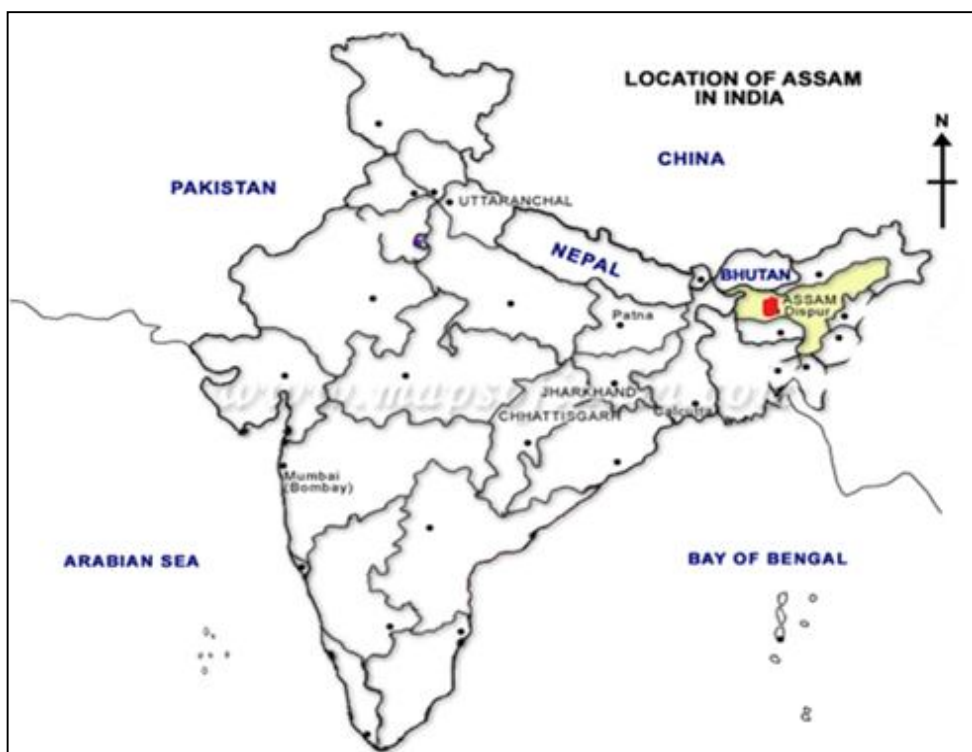 LOCATION OF ASSAM
IN INDIA
N
CHINA
PAKISTAN
UTTARANCHAL
NEPAL
BHUTAN
ASSAM
Dispur
Patna
JHARKHAND
CHHATTISGARH
Calcutta
Mumbai
(Bombay)
ARABIAN SEA
BAY OF BENGAL